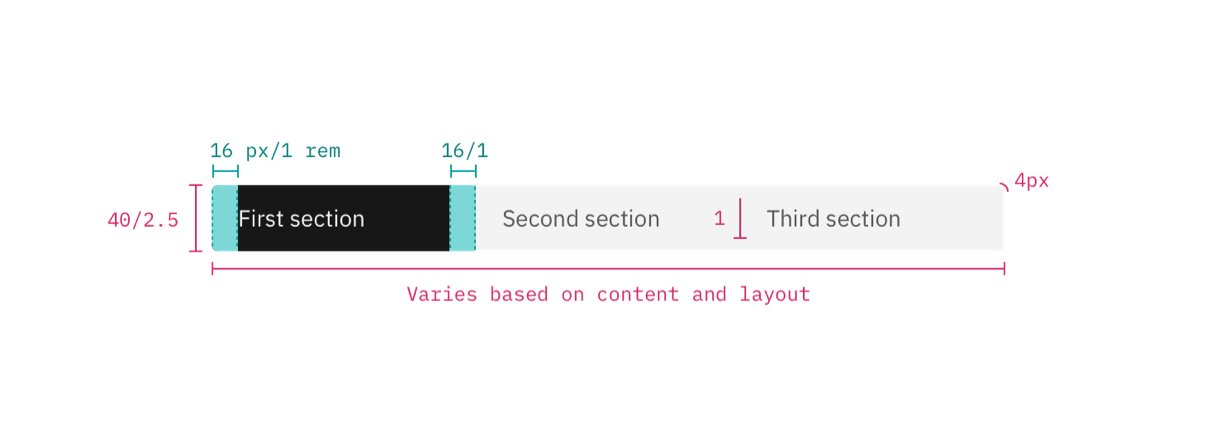 16 px/1 rem
16/1
4px
40/2.5
First section
Second section
1
Third section
Varies based on content and layout